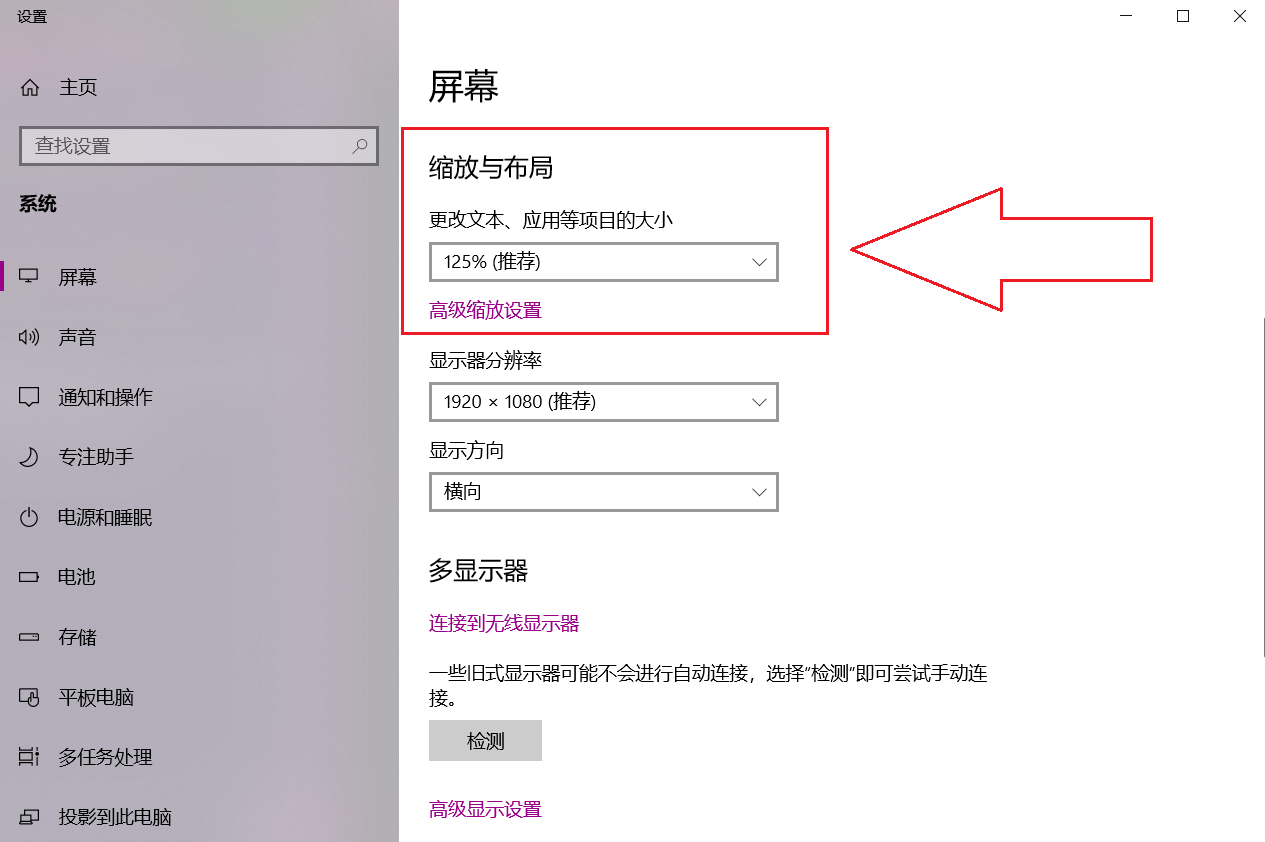 设置
主页
查找设置
系统
屏幕
声音
通知和操作
专注助手
电源和睡眠
电池
存储
平板电脑
多任务处理
投影到此电脑
屏幕
缩放与布局
更改文本、应用等项目的大小
125% (推荐)
高级缩放设置
显示器分辨率
1920 × 1080 (推荐)
显示方向
横向
多显示器
连接到无线显示器
一些旧式显示器可能不会进行自动连接，选择“检测”即可尝试手动连
接。
检测
高级显示设置